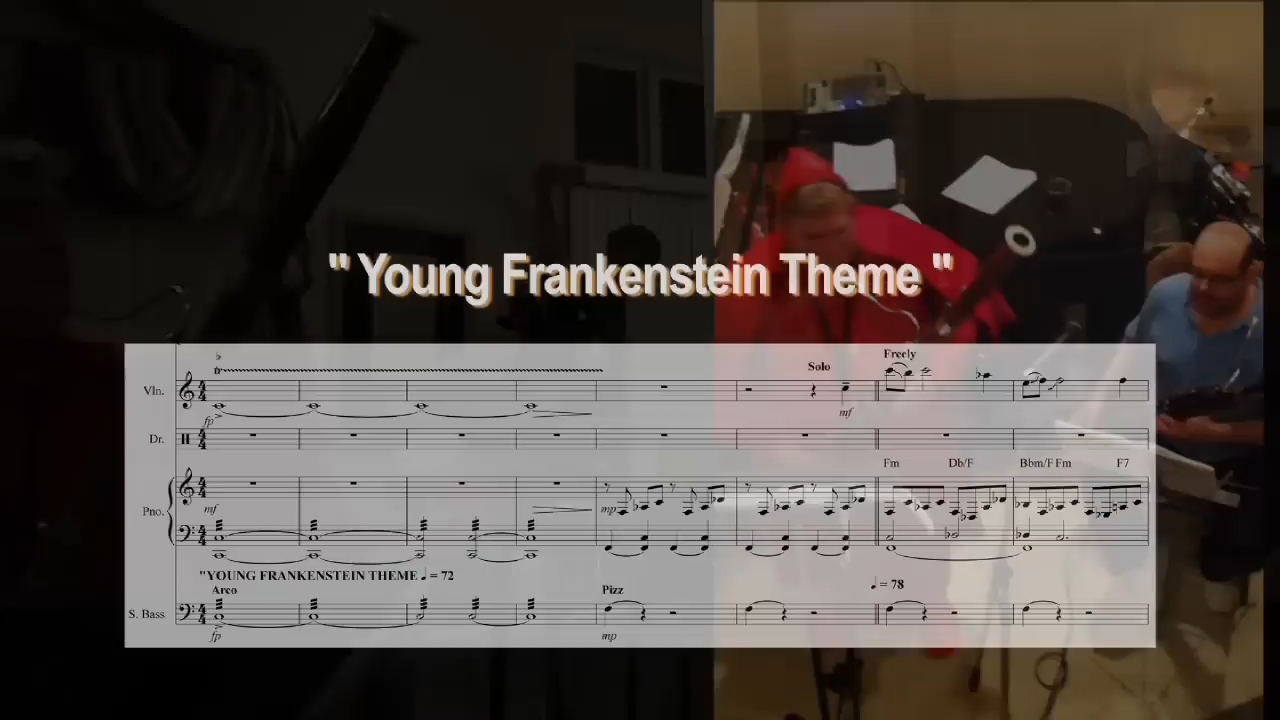 " Young Frankenstein Theme "
Solo
Freely
Vln.
fp
mf
Dr.
Fm Db/F Bbm/F Fm F7
mf
mp
Pno.
"YOUNG FRANKENSTEIN THEME ♩ = 72
♩ = 78
Arco
Pizz
S. Bass
fp
mp